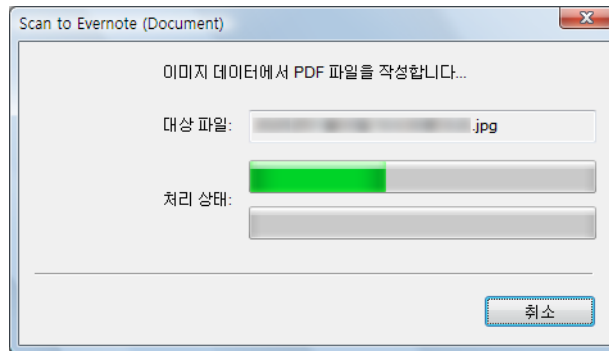 Scan to Evernote (Document)
이미지 데이터에서 PDF 파일을 작성합니다...
대상 파일: .jpg
처리 상태:
취소